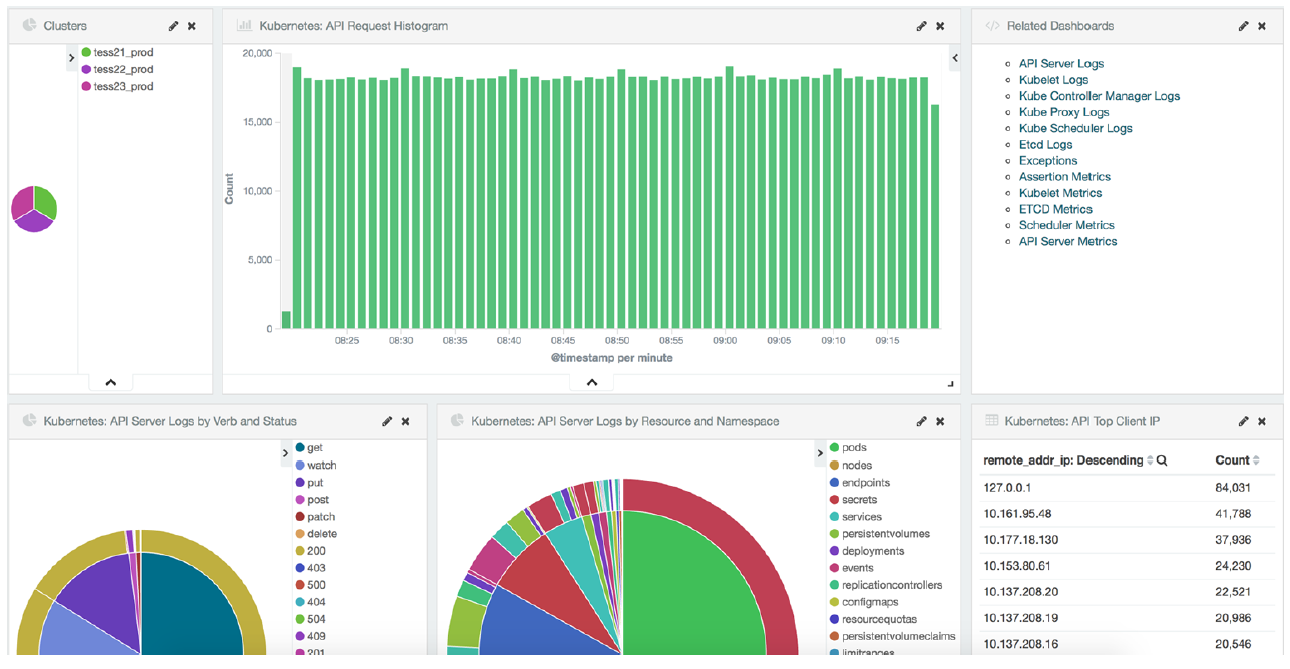 Clusters
tess21_prod
tess22_prod
tess23_prod
Kubernetes: API Request Histogram
20,000
15,000
10,000
5,000
0
Count
08:25 08:30 08:35 08:40 08:45 08:50 08:55 09:00 09:05 09:10 09:15
@timestamp per minute
Related Dashboards
API Server Logs
Kubelet Logs
Kube Controller Manager Logs
Kube Proxy Logs
Kube Scheduler Logs
Etcd Logs
Exceptions
Assertion Metrics
Kubelet Metrics
ETCD Metrics
Scheduler Metrics
API Server Metrics
Kubernetes: API Server Logs by Verb and Status
get
watch
put
post
patch
delete
200
403
500
404
504
409
201
Kubernetes: API Server Logs by Resource and Namespace
pods
nodes
endpoints
secrets
services
persistentvolumes
deployments
events
replicationcontrollers
configmaps
resourcequotas
persistentvolumeclaims
limitranges
Kubernetes: API Top Client IP
remote_addr_ip: Descending Count
127.0.0.1 84,031
10.161.95.48 41,788
10.177.18.130 37,936
10.153.80.61 24,230
10.137.208.20 22,521
10.137.208.19 20,986
10.137.208.16 20,546